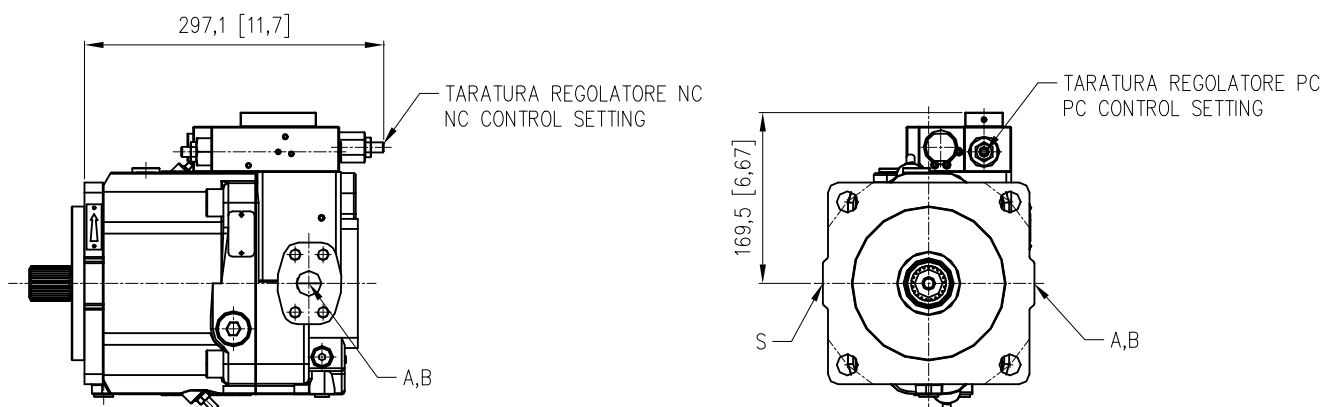 297,1 [11,7]
TARATURA REGOLATORE NC
NC CONTROL SETTING
A,B
TARATURA REGOLATORE PC
PC CONTROL SETTING
169,5 [6,67]
S
A,B